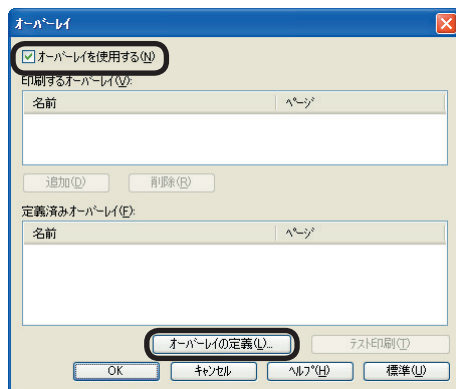 オーバーレイ
オーバーレイを使用する(N)
印刷するオーバーレイ(V):
名前 ページ
追加(D) 削除(R)
定義済みオーバーレイ(F):
名前 ページ
オーバーレイの定義(L)... テスト印刷(T)
OK キャンセル ヘルプ(H) 標準(U)